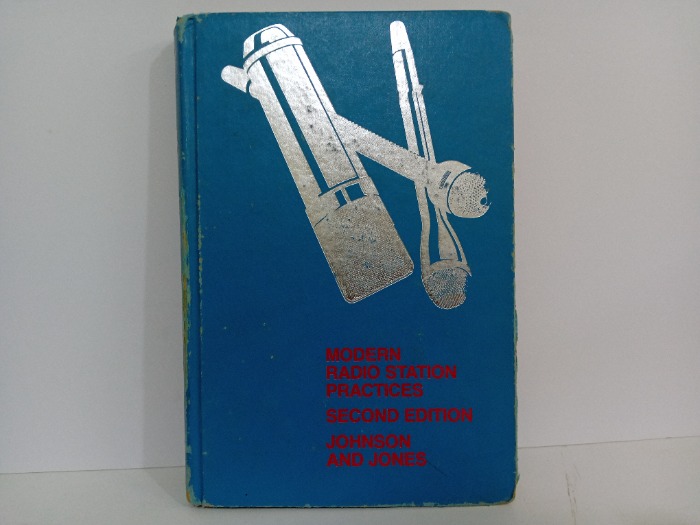 MODERN
RADIO STATION
PRACTICES
SECOND EDITION
JOHNSON
AND JONES